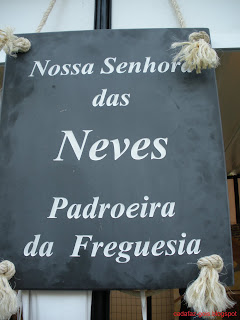 Nossa Senhora
das
Neves
Padroeira
da Freguesia